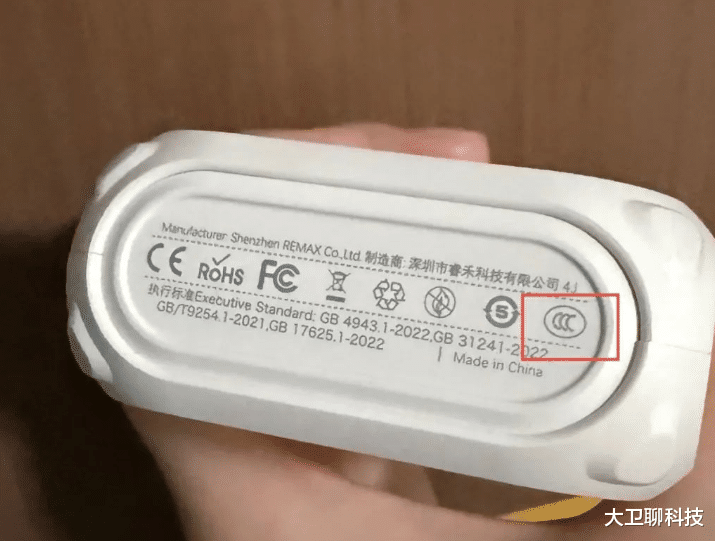 Manufacturer: Shenzhen REMAX Co.,Ltd. 制造商: 深圳市睿禾科技有限公司 4J
CE RoHS FC 5 CCC
执行标准Executive Standard: GB 4943.1-2022,GB 31241-2022,
GB/T9254.1-2021,GB 17625.1-2022 | Made in China
大卫聊科技